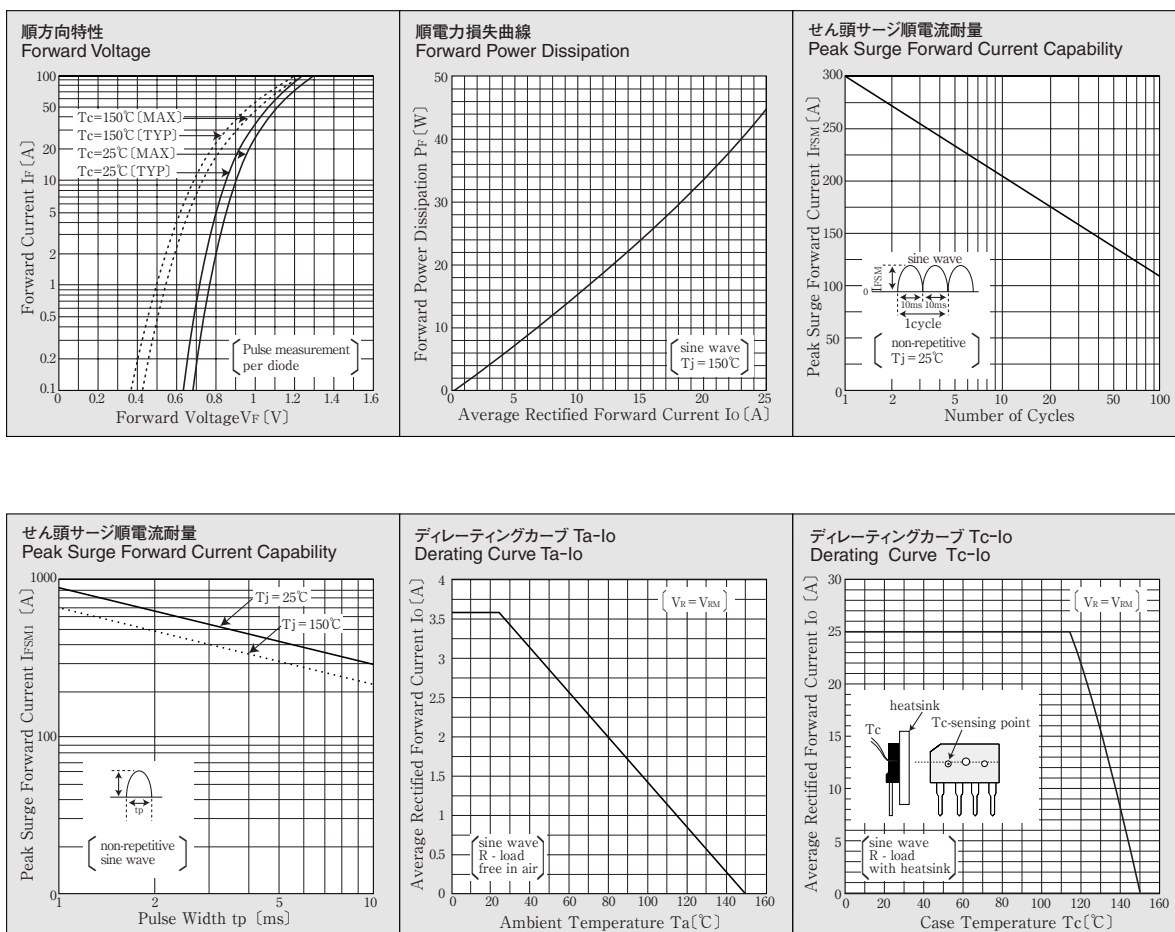 順方向特性
Forward Voltage
100
50
20
10
5
2
1
0.5
0.2
0.1
Forward Current IF〔A〕
Tc=150℃〔MAX〕
Tc=150℃〔TYP〕
Tc=25℃〔MAX〕
Tc=25℃〔TYP〕
Pulse measurement
per diode
0 0.2 0.4 0.6 0.8 1 1.2 1.4 1.6
Forward VoltageVF〔V〕
順電力損失曲線
Forward Power Dissipation
50
40
30
20
10
0
Forward Power Dissipation PF〔W〕
sine wave
Tj = 150℃
0 5 10 15 20 25
Average Rectified Forward Current Io〔A〕
せん頭サージ順電流耐量
Peak Surge Forward Current Capability
300
250
200
150
100
50
0
Peak Surge Forward Current IFSM〔A〕
sine wave
IFSM
0
10ms 10ms
1cycle
non-repetitive
Tj = 25℃
1 2 5 10 20 50 100
Number of Cycles
せん頭サージ順電流耐量
Peak Surge Forward Current Capability
1000
100
0
Peak Surge Forward Current IFSM1〔A〕
Tj = 25℃
Tj = 150℃
tp
non-repetitive
sine wave
1 2 5 10
Pulse Width tp〔ms〕
ディレーティングカーブ Ta-Io
Derating Curve Ta-Io
4
3.5
3
2.5
2
1.5
1
0.5
0
Average Rectified Forward Current Io〔A〕
VR = VRM
sine wave
R - load
free in air
0 20 40 60 80 100 120 140 160
Ambient Temperature Ta〔℃〕
ディレーティングカーブ Tc-Io
Derating Curve Tc-Io
30
25
20
15
10
5
0
Average Rectified Forward Current Io〔A〕
VR = VRM
heatsink
Tc
Tc-sensing point
sine wave
R - load
with heatsink
0 20 40 60 80 100 120 140 160
Case Temperature Tc〔℃〕